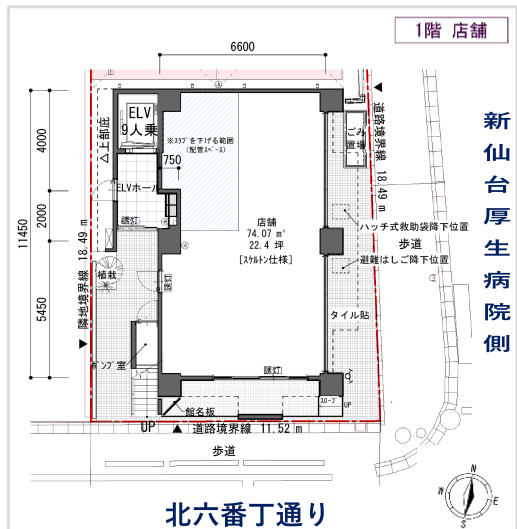 1階 店舗
6600
ELV
9人乗
△上部庇
※スラブを下げる範囲
(配管スペース)
750
ELVホール
誘灯
店舗
74.07 ㎡
22.4 坪
[スケルトン仕様]
4000
2000
5450
11450
▼ 隣地境界線 18.49 m
植栽
誘灯
ポンプ室
UP
館名板
誘灯
スロープ
UP
▲ 道路境界線 11.52 m
歩道
ごみ
置場
▼ 道路境界線 18.49 m
ハッチ式救助袋降下位置
歩道
避難はしご降下位置
タイル貼
新仙台厚生病院側
北六番丁通り
N
W
E
S